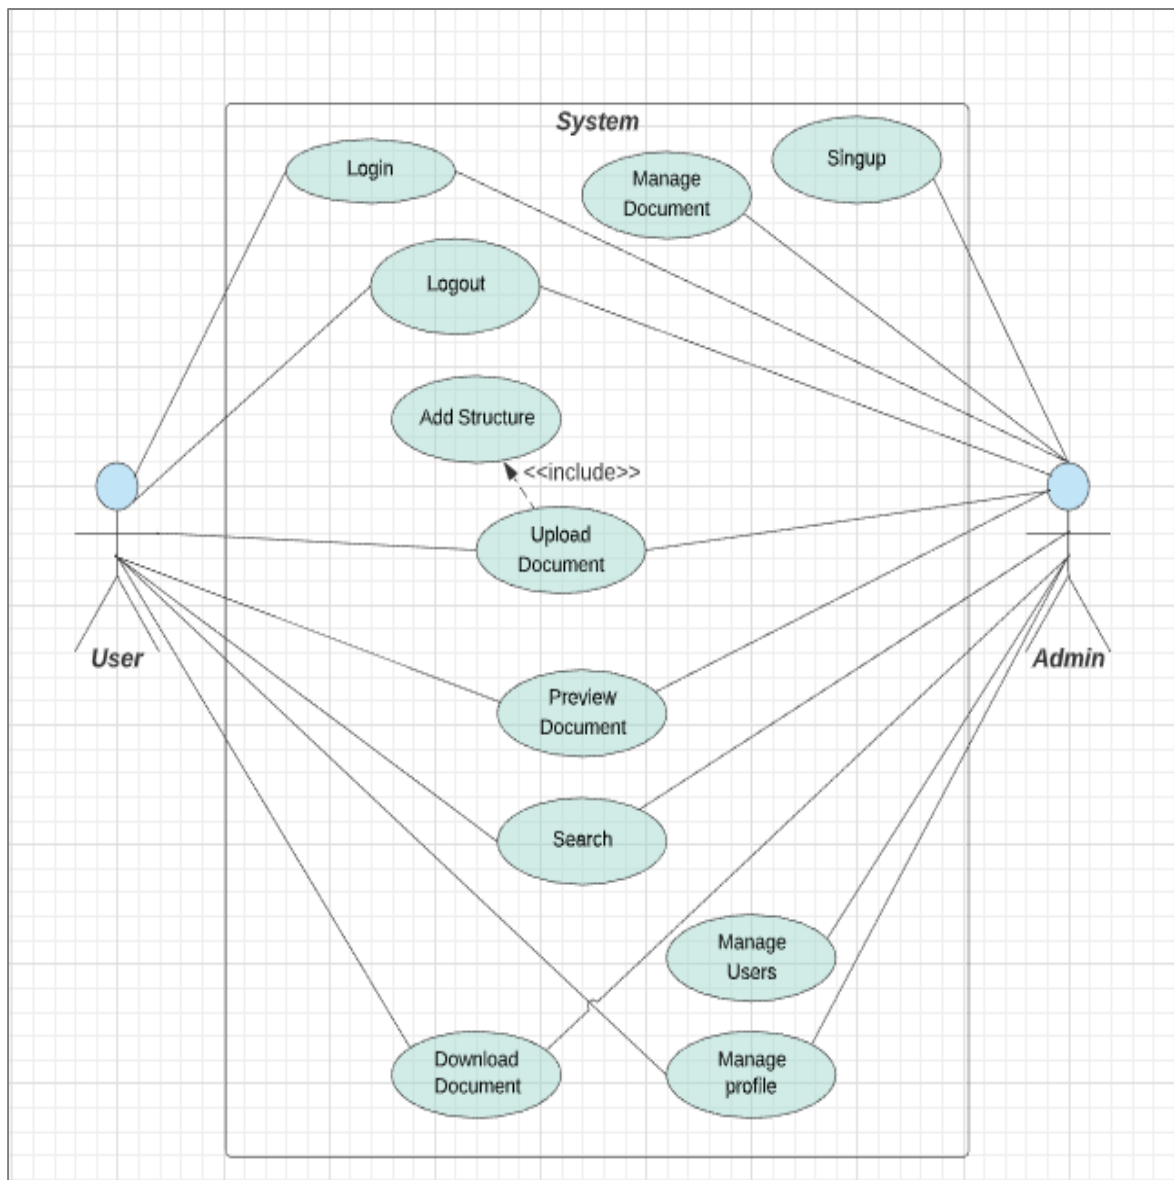 System
Login
Manage
Document
Singup
Logout
Add Structure
<<include>>
Upload
Document
User
Admin
Preview
Document
Search
Manage
Users
Download
Document
Manage
profile